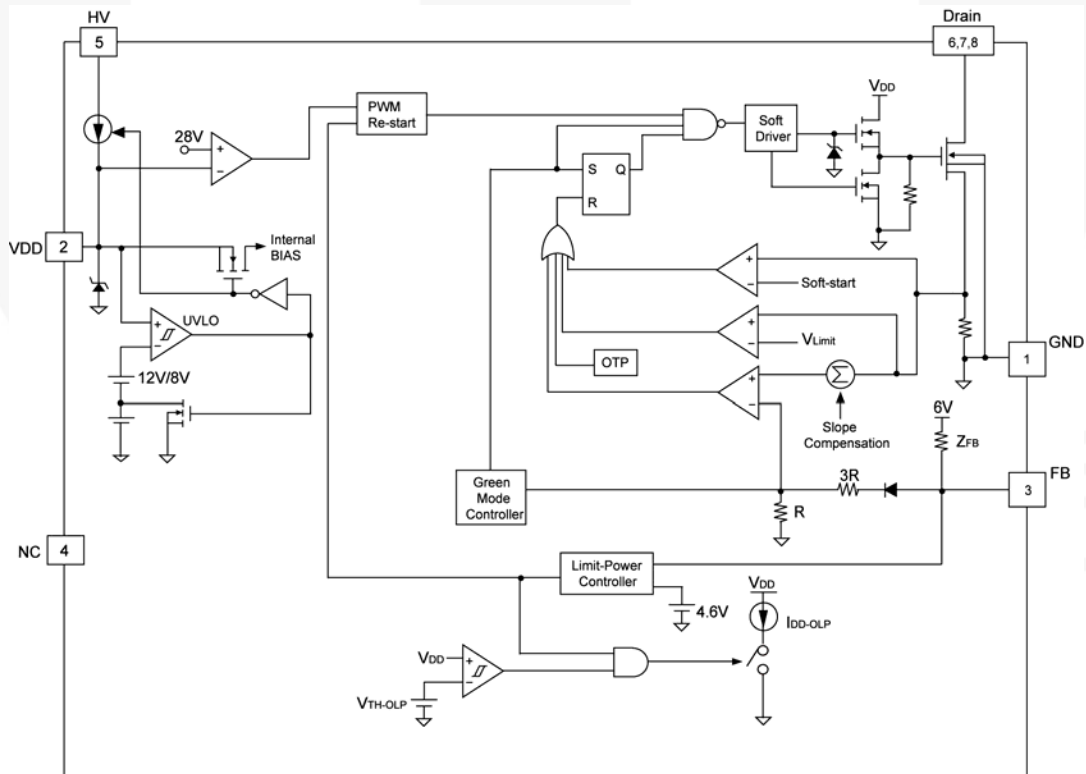 HV
5
Drain
6,7,8
VDD
PWM
Re-start
Soft
Driver
28V
+
−
S
Q
R
VDD
2
Internal
BIAS
UVLO
+
−
12V/8V
+
−
Soft-start
+
−
VLimit
OTP
+
−
Σ
Slope
Compensation
GND
1
6V
ZFB
FB
3
3R
R
Green
Mode
Controller
NC
4
Limit-Power
Controller
4.6V
VDD
IDD-OLP
VDD
+
−
VTH-OLP